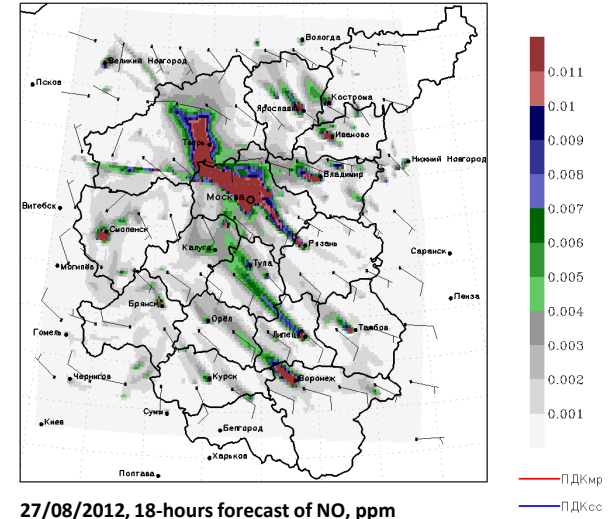 Вологда
Великий Новгород
Псков
Кострома
Ярославль
Иваново
Тверь
Нижний Новгород
Владимир
Москва
Витебск
Смоленск
Рязань
Калуга
Саранск
Тула
Могилёв
Пенза
Брянск
Орёл
Тамбов
Гомель
Липецк
Чернигов
Курск
Воронеж
Сумы
Киев
Белгород
Харьков
Полтава
0.011
0.01
0.009
0.008
0.007
0.006
0.005
0.004
0.003
0.002
0.001
ПДКмр
ПДКсс
27/08/2012, 18-hours forecast of NO, ppm